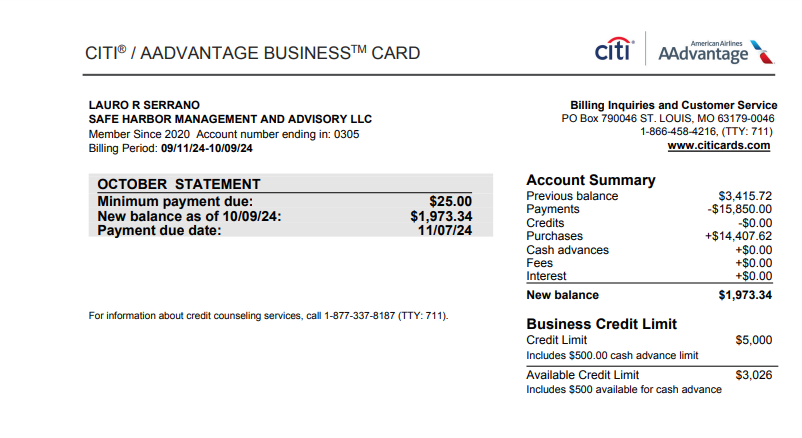 CITI® / AADVANTAGE BUSINESS™ CARD
citi
American Airlines
AAdvantage
LAURO R SERRANO
SAFE HARBOR MANAGEMENT AND ADVISORY LLC
Member Since 2020 Account number ending in: 0305
Billing Period: 09/11/24-10/09/24
Billing Inquiries and Customer Service
PO Box 790046 ST. LOUIS, MO 63179-0046
1-866-458-4216, (TTY: 711)
www.citicards.com
OCTOBER STATEMENT
Minimum payment due: $25.00
New balance as of 10/09/24: $1,973.34
Payment due date: 11/07/24
For information about credit counseling services, call 1-877-337-8187 (TTY: 711).
Account Summary
Previous balance $3,415.72
Payments -$15,850.00
Credits -$0.00
Purchases +$14,407.62
Cash advances +$0.00
Fees +$0.00
Interest +$0.00
New balance $1,973.34
Business Credit Limit
Credit Limit $5,000
Includes $500.00 cash advance limit
Available Credit Limit $3,026
Includes $500 available for cash advance